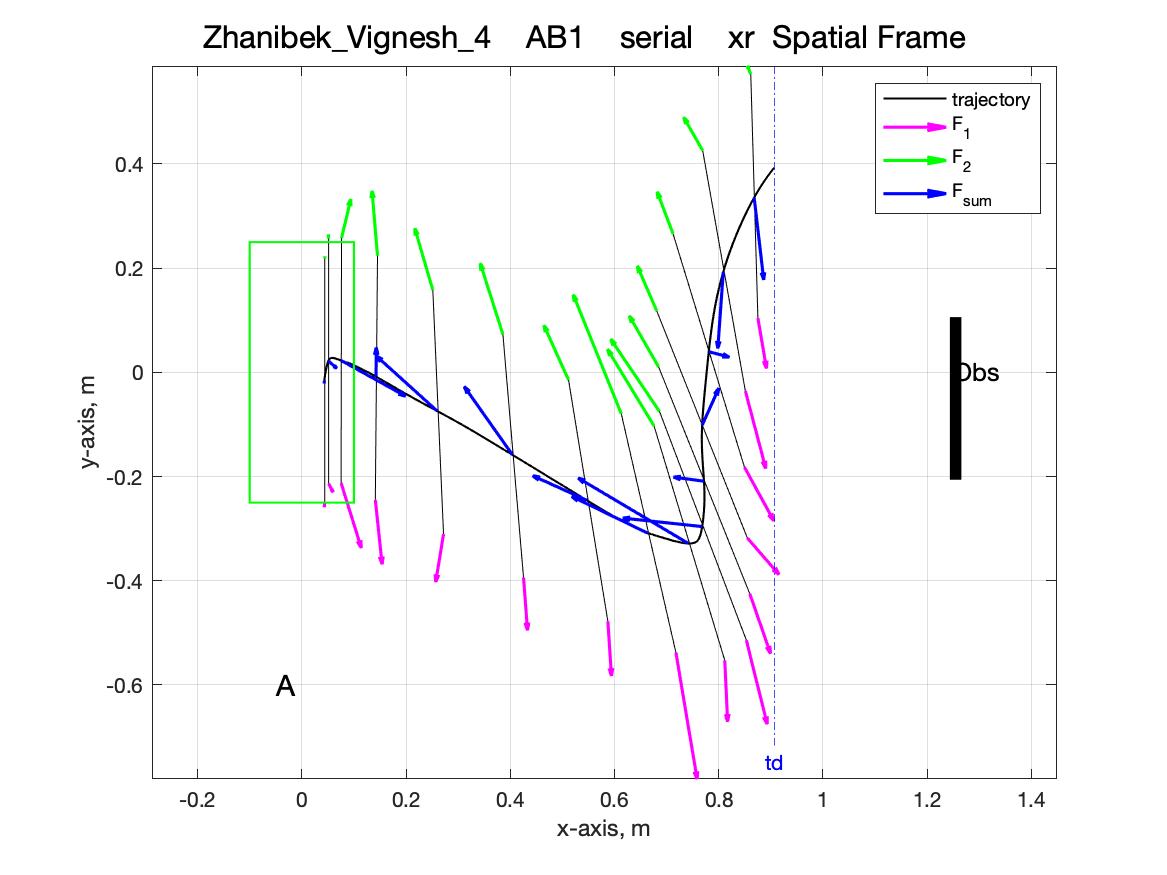 Zhanibek_Vignesh_4 AB1 serial xr Spatial Frame
trajectory
F1
F2
Fsum
0.4
0.2
0
-0.2
-0.4
-0.6
y-axis, m
Obs
A
td
-0.2 0 0.2 0.4 0.6 0.8 1 1.2 1.4
x-axis, m